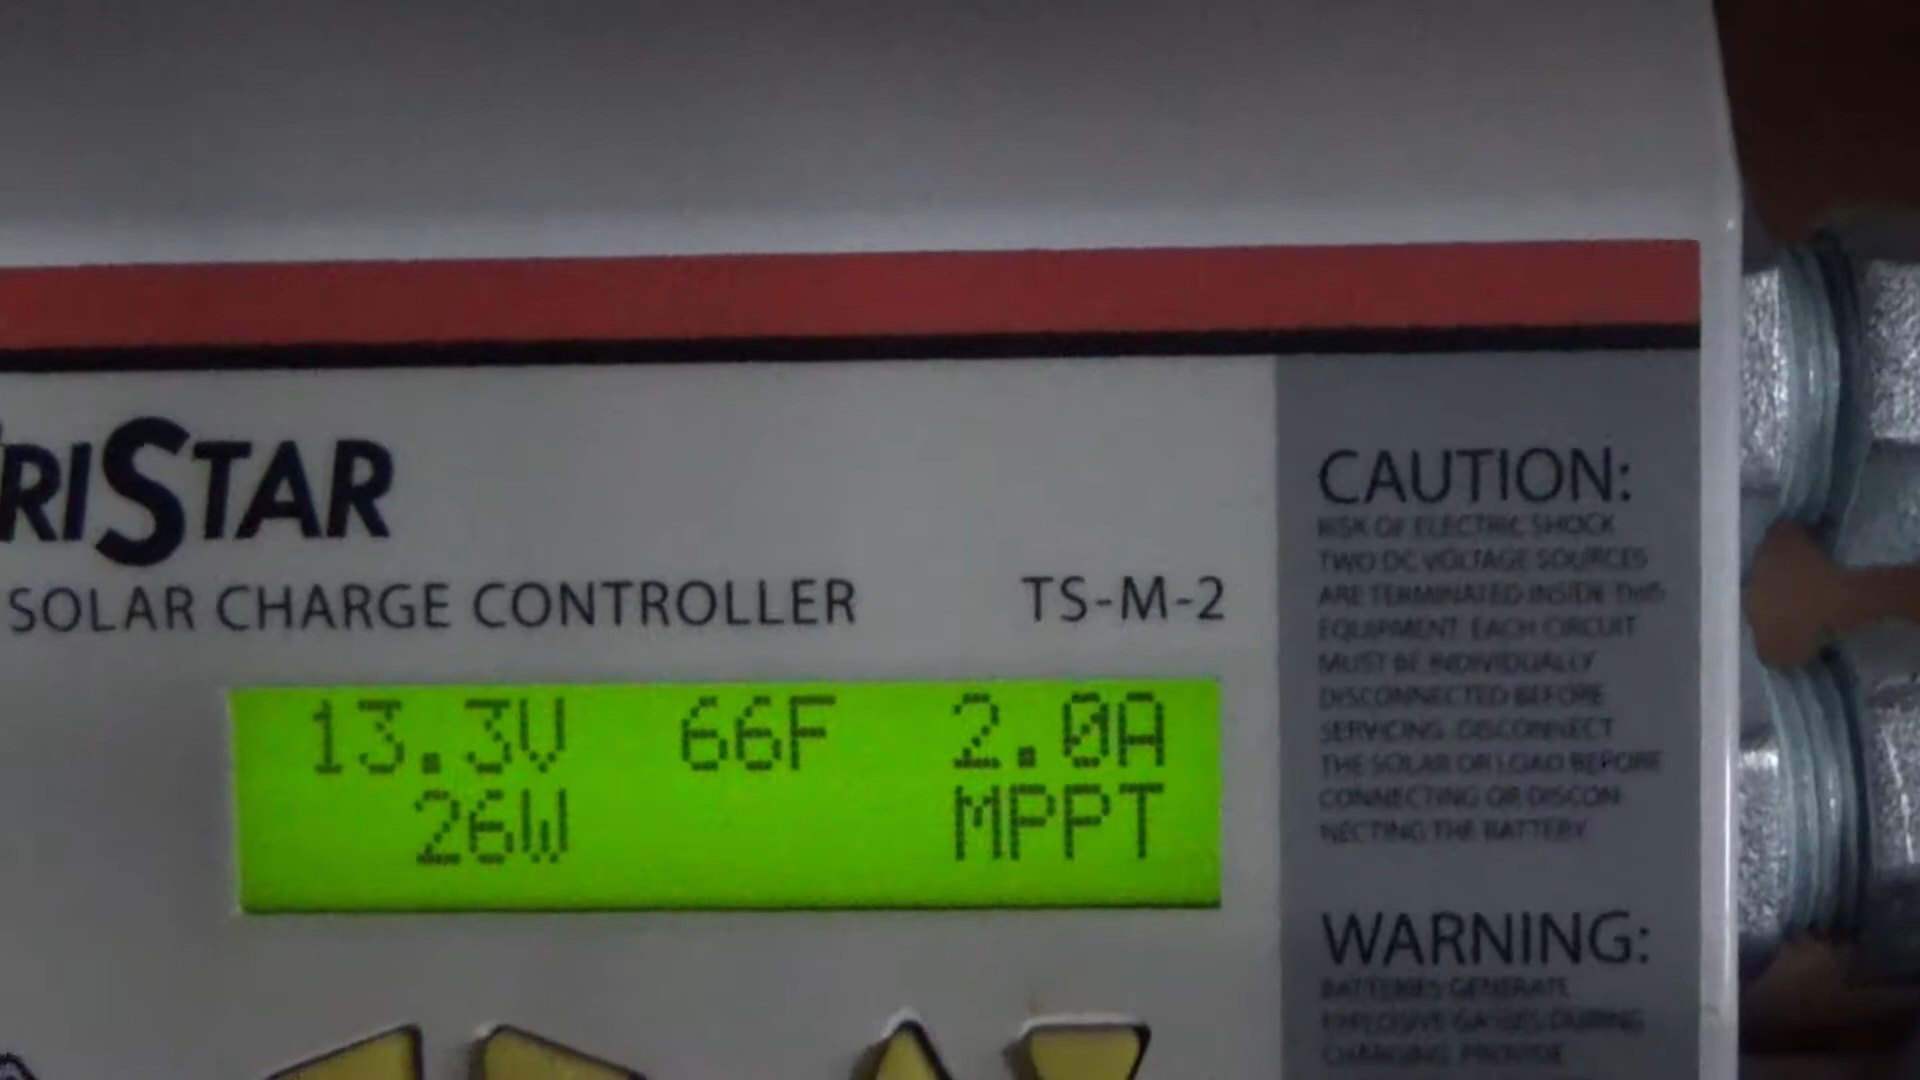 RISTAR
SOLAR CHARGE CONTROLLER TS-M-2
13.3V 66F 2.0A
26W MPPT
CAUTION:
RISK OF ELECTRIC SHOCK
TWO DC VOLTAGE SOURCES
ARE TERMINATED INSIDE THIS
EQUIPMENT. EACH CIRCUIT
MUST BE INDIVIDUALLY
DISCONNECTED BEFORE
SERVICING. DISCONNECT
THE SOLAR OR LOAD BEFORE
CONNECTING OR DISCON
NECTING THE BATTERY
WARNING:
BATTERIES GENERATE
EXPLOSIVE GASSES DURING
CHARGING. PROVIDE